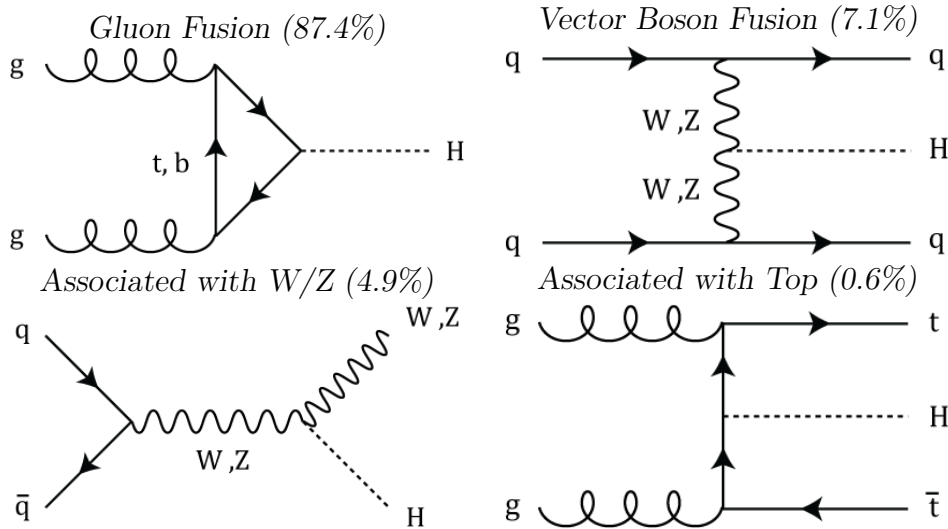 Gluon Fusion (87.4%)
g
t, b
H
g
Vector Boson Fusion (7.1%)
q
q
W ,Z
H
W ,Z
q
q
Associated with W/Z (4.9%)
q
W ,Z
W ,Z
q̄
H
Associated with Top (0.6%)
g
t
H
g
t̄